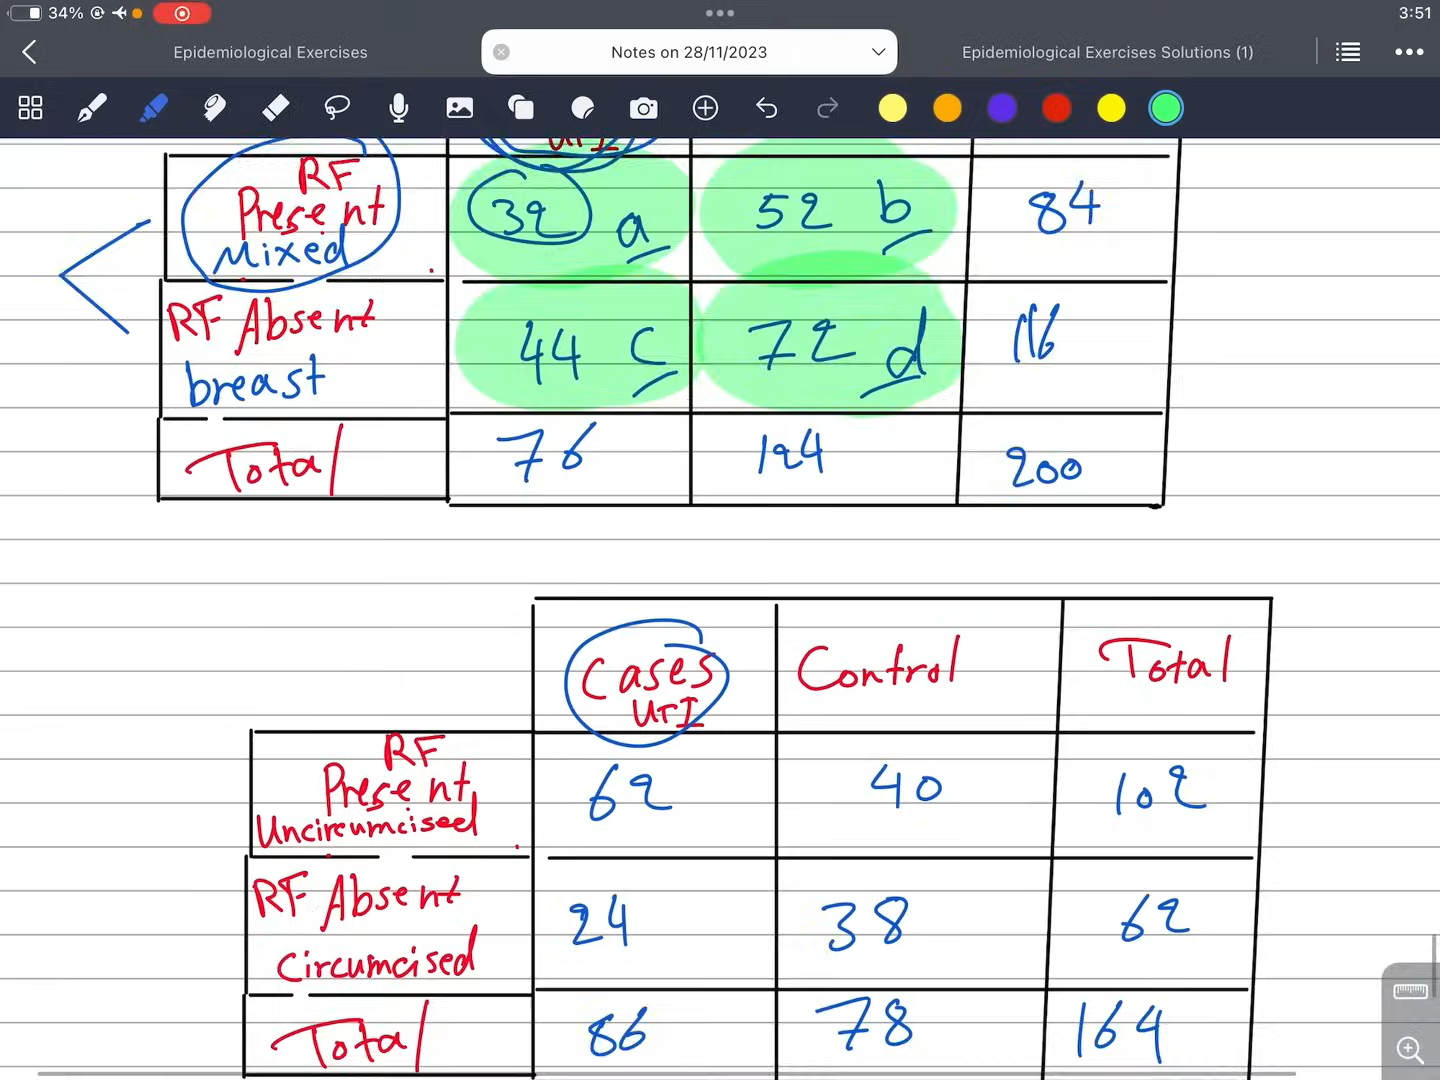 34%
3:51
Epidemiological Exercises
Notes on 28/11/2023
Epidemiological Exercises Solutions (1)
UTI
RF
Present
Mixed
32 a
52 b
84
RF Absent
breast
44 c
72 d
116
Total
76
124
200
Cases
UTI
Control
Total
RF
Present
Uncircumcised
62
40
102
RF Absent
circumcised
24
38
62
Total
86
78
164